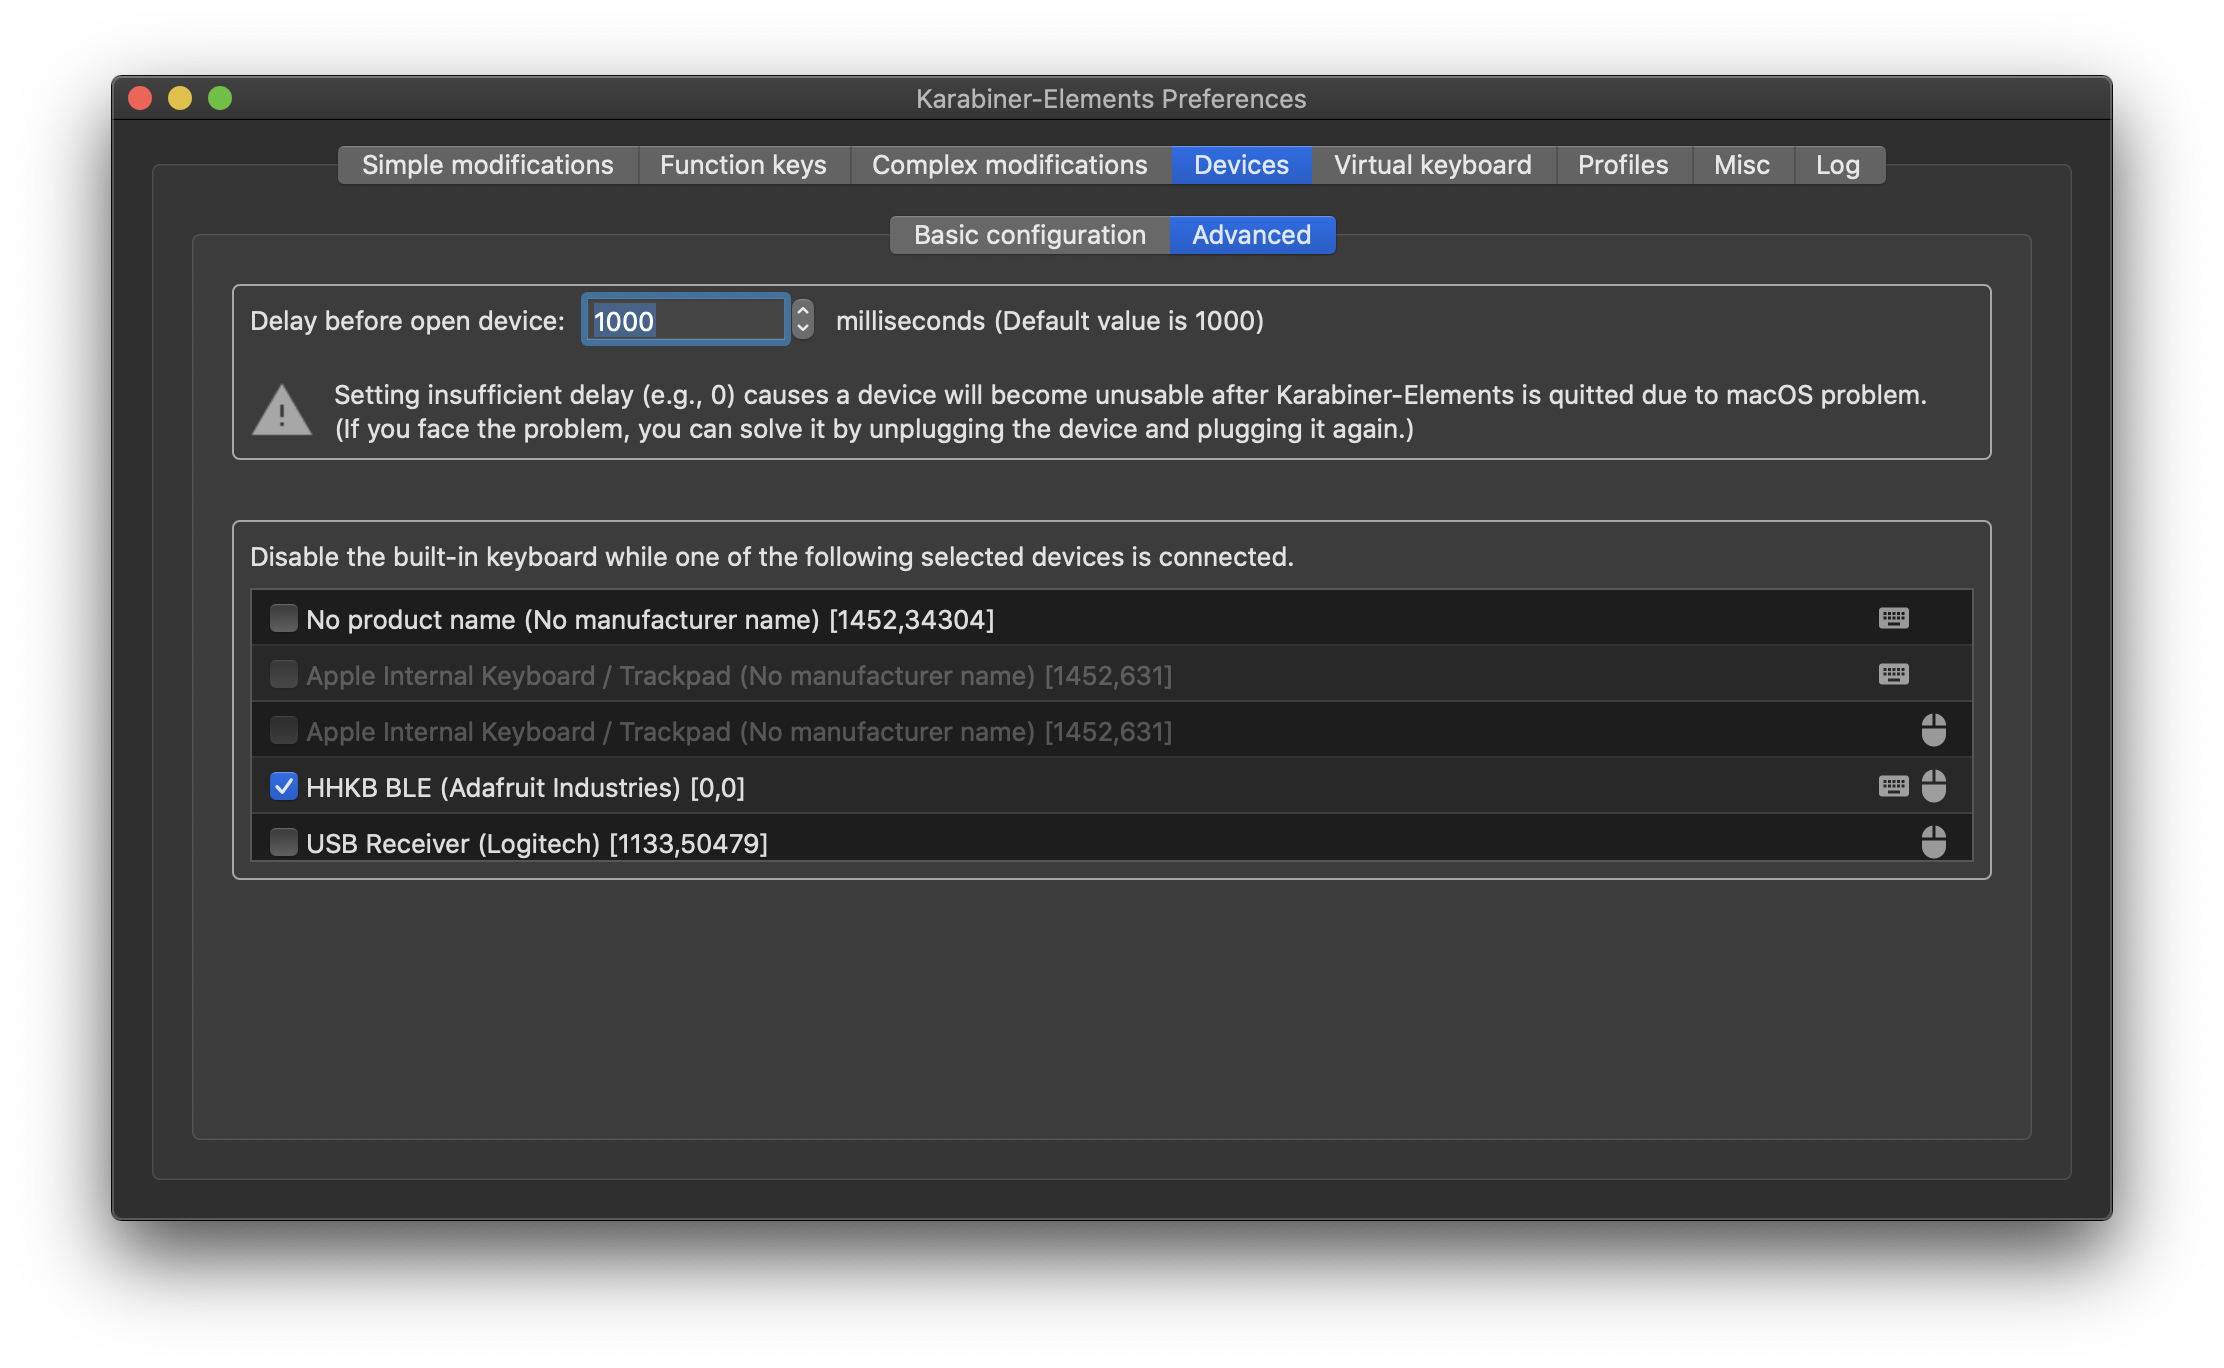 Karabiner-Elements Preferences
Simple modifications Function keys Complex modifications Devices Virtual keyboard Profiles Misc Log
Basic configuration Advanced
Delay before open device: 1000 milliseconds (Default value is 1000)
Setting insufficient delay (e.g., 0) causes a device will become unusable after Karabiner-Elements is quitted due to macOS problem.
(If you face the problem, you can solve it by unplugging the device and plugging it again.)
Disable the built-in keyboard while one of the following selected devices is connected.
No product name (No manufacturer name) [1452,34304]
Apple Internal Keyboard / Trackpad (No manufacturer name) [1452,631]
Apple Internal Keyboard / Trackpad (No manufacturer name) [1452,631]
HHKB BLE (Adafruit Industries) [0,0]
USB Receiver (Logitech) [1133,50479]